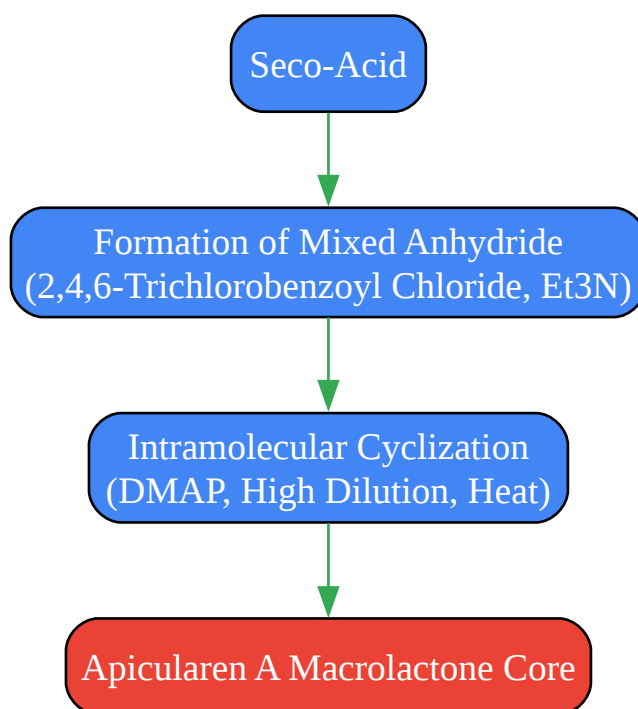 Seco-Acid
Formation of Mixed Anhydride
(2,4,6-Trichlorobenzoyl Chloride, Et3N)
Intramolecular Cyclization
(DMAP, High Dilution, Heat)
Apicularen A Macrolactone Core